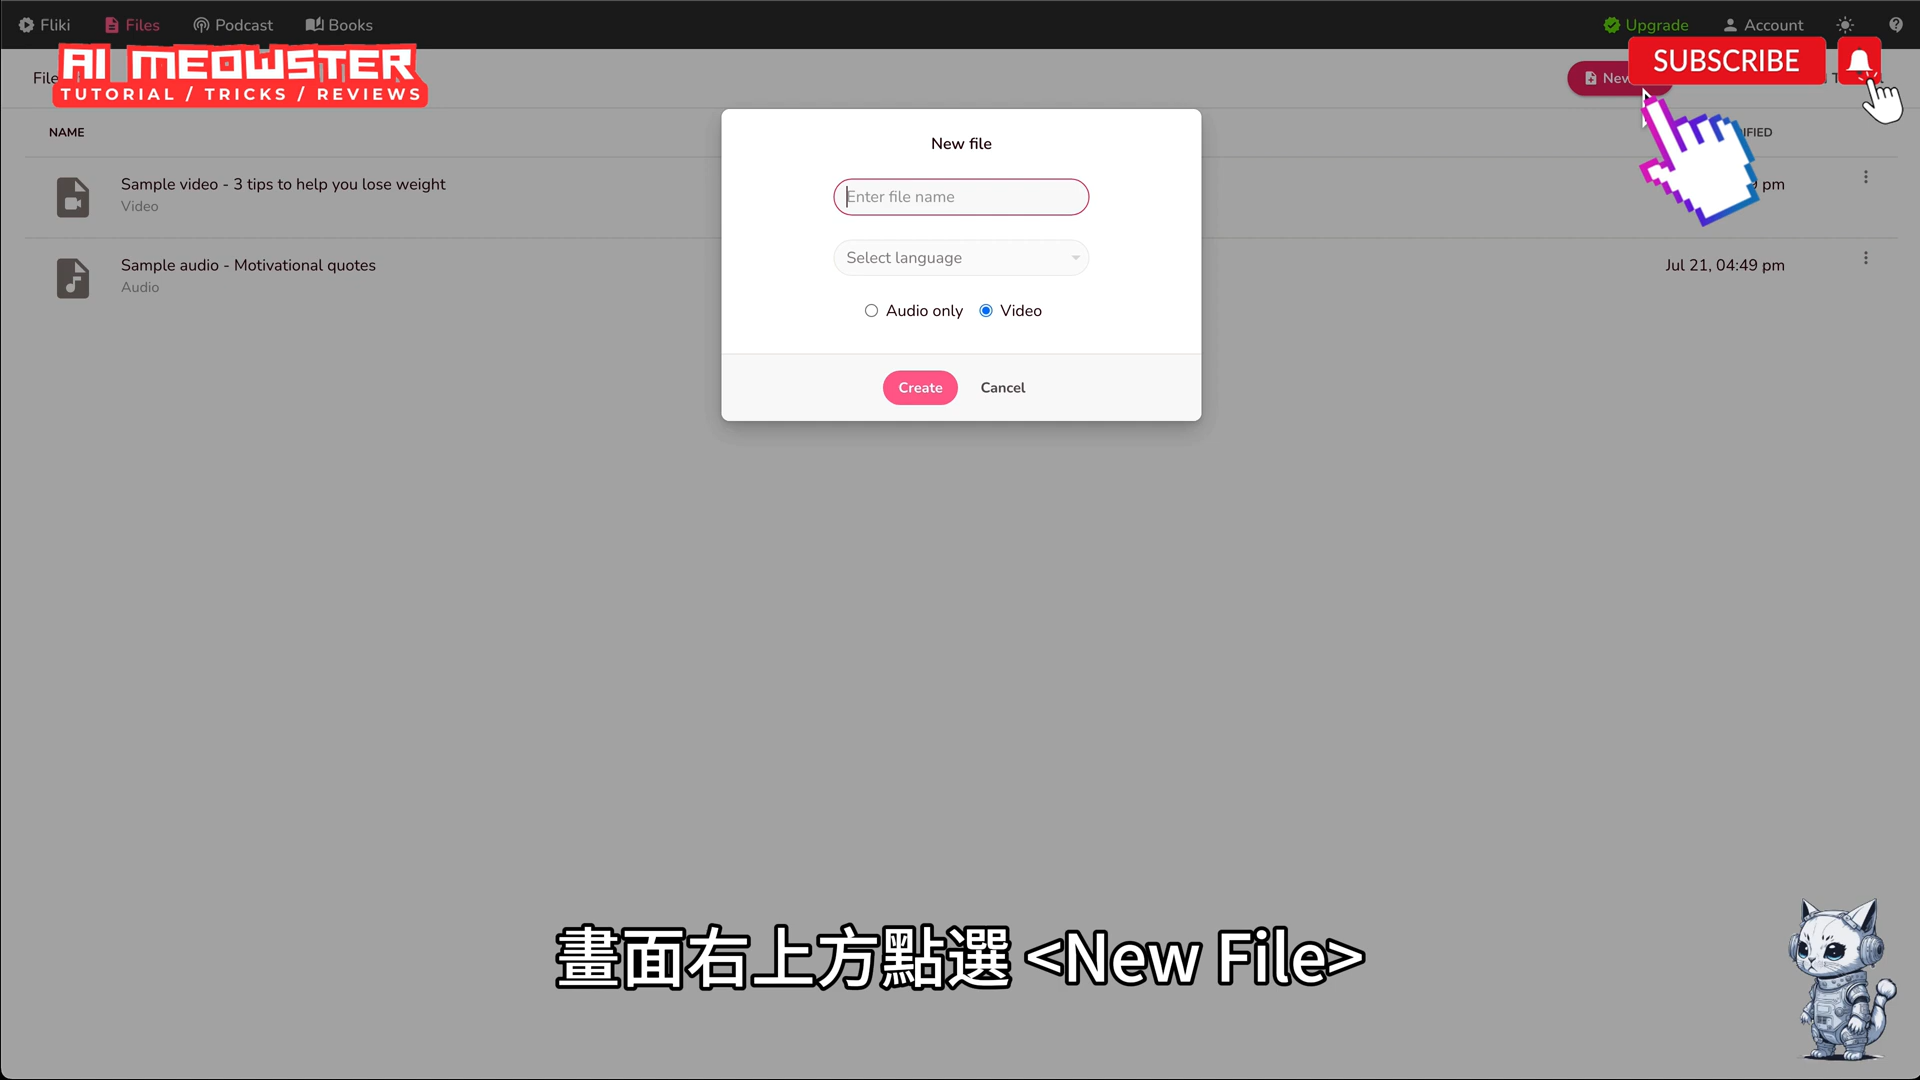 Fliki Files Podcast Books Upgrade Account
AI MEOWSTER
TUTORIAL / TRICKS / REVIEWS
SUBSCRIBE
New file
NAME
Enter file name
Sample video - 3 tips to help you lose weight
Video
pm
Select language
Sample audio - Motivational quotes
Jul 21, 04:49 pm
Audio
Audio only Video
Create Cancel
畫面右上方點選 <New File>